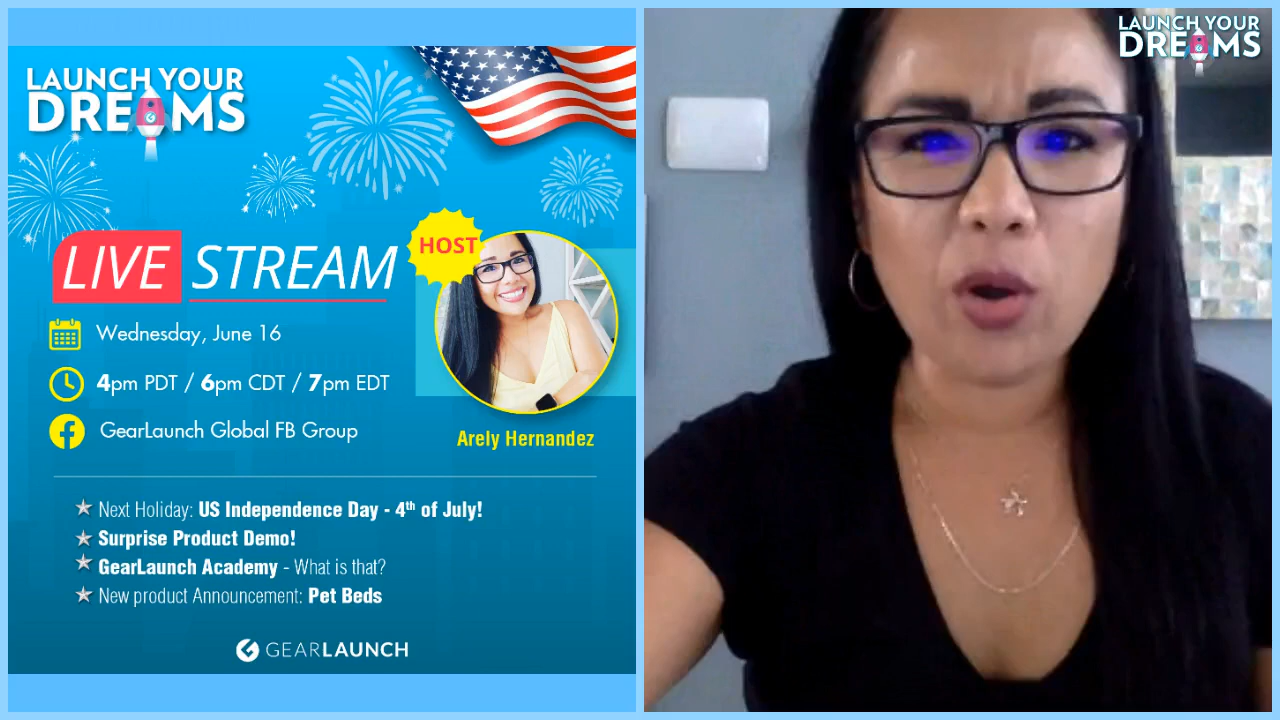 LAUNCH YOUR
DREAMS
LIVE STREAM
HOST
Wednesday, June 16
4pm PDT / 6pm CDT / 7pm EDT
GearLaunch Global FB Group
Arely Hernandez
Next Holiday: US Independence Day - 4th of July!
Surprise Product Demo!
GearLaunch Academy - What is that?
New product Announcement: Pet Beds
GEARLAUNCH
LAUNCH YOUR
DREAMS